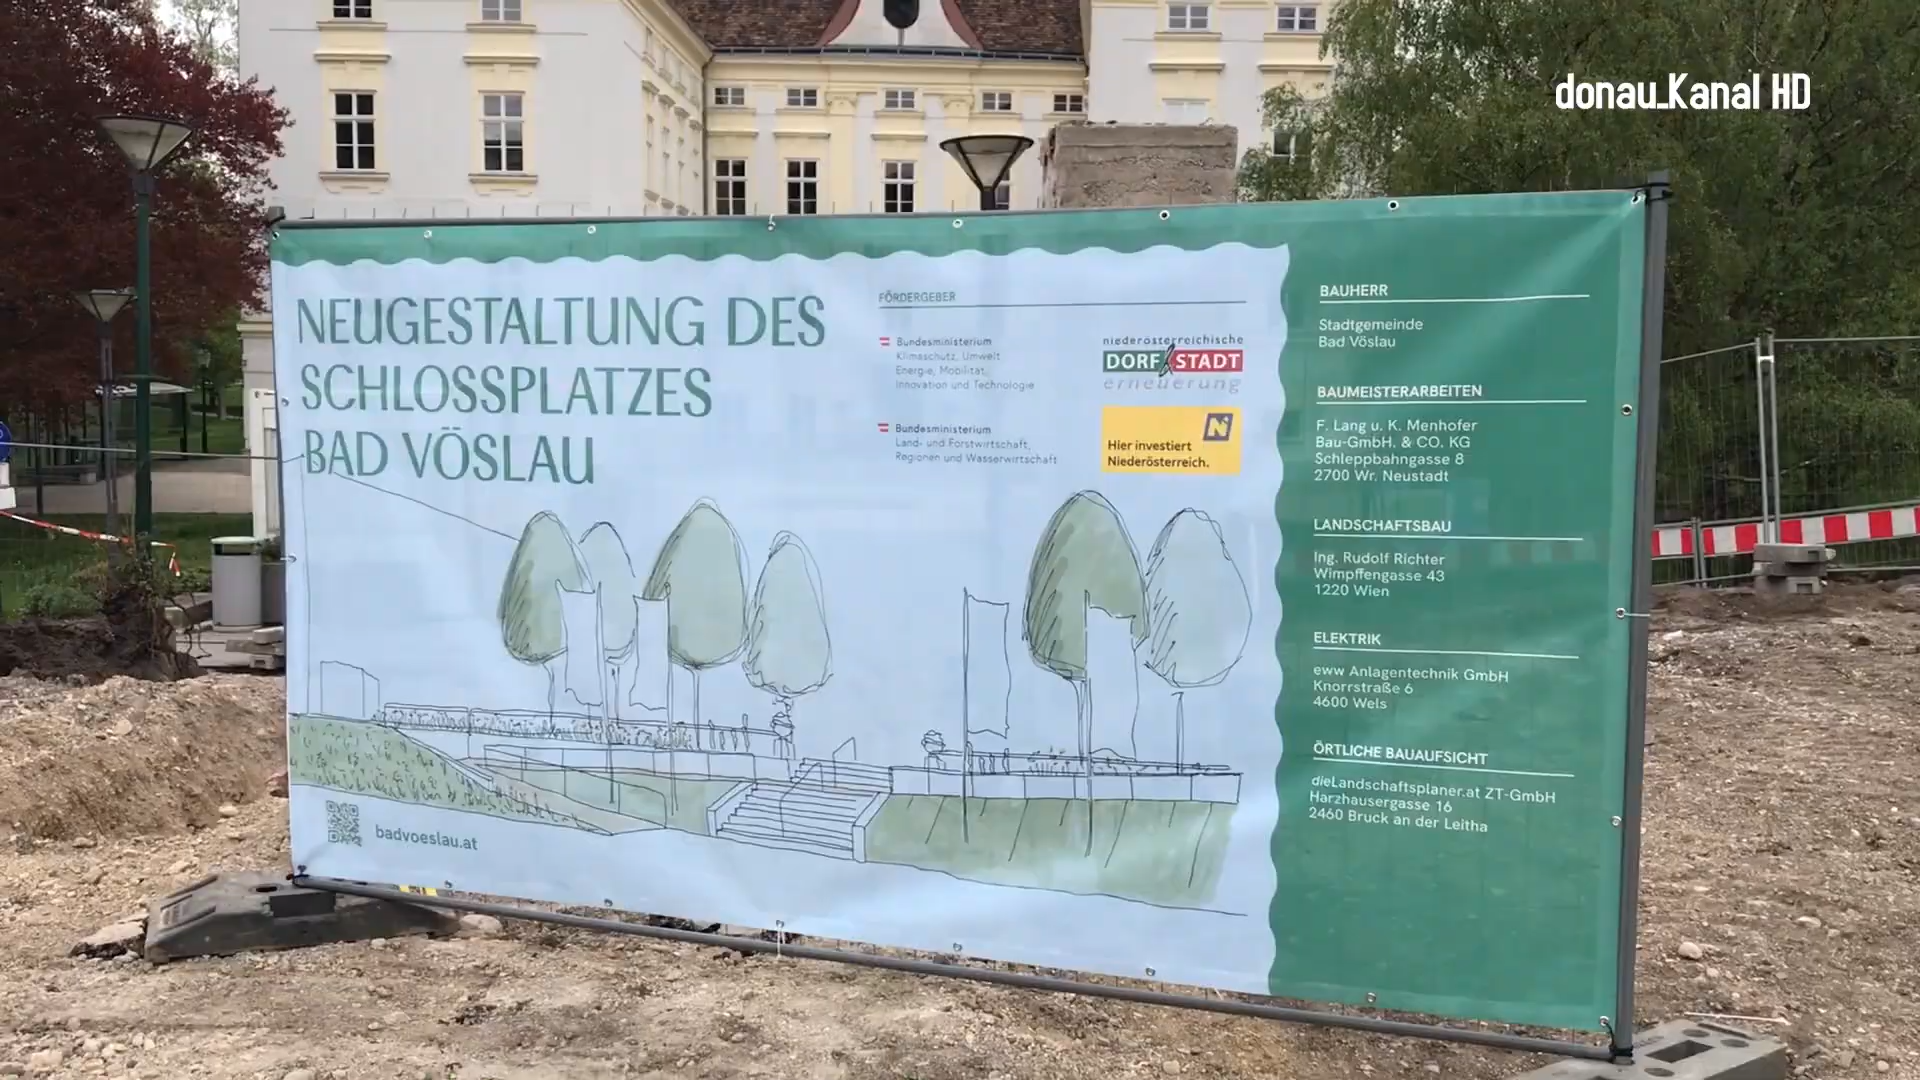 donau_Kanal HD
NEUGESTALTUNG DES
SCHLOSSPLATZES
BAD VÖSLAU
FÖRDERGEBER
Bundesministerium
Klimaschutz, Umwelt
Energie, Mobilität,
Innovation und Technologie
Bundesministerium
Land- und Forstwirtschaft,
Regionen und Wasserwirtschaft
niederösterreichische
DORF & STADT
erneuerung
N
Hier investiert
Niederösterreich.
badvoeslau.at
BAUHERR
Stadtgemeinde
Bad Vöslau
BAUMEISTERARBEITEN
F. Lang u. K. Menhofer
Bau-GmbH. & CO. KG
Schleppbahngasse 8
2700 Wr. Neustadt
LANDSCHAFTSBAU
Ing. Rudolf Richter
Wimpffengasse 43
1220 Wien
ELEKTRIK
eww Anlagentechnik GmbH
Knorrstraße 6
4600 Wels
ÖRTLICHE BAUAUFSICHT
dieLandschaftsplaner.at ZT-GmbH
Harzhausergasse 16
2460 Bruck an der Leitha